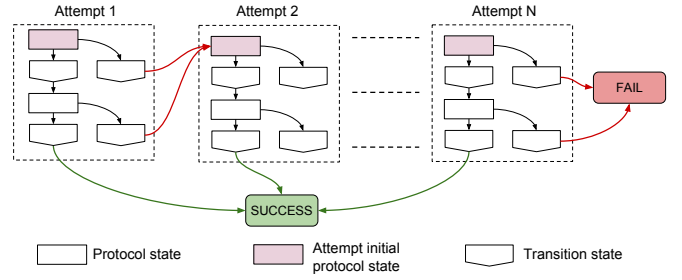 Attempt 1
Attempt 2
Attempt N
FAIL
SUCCESS
Protocol state
Attempt initial
protocol state
Transition state